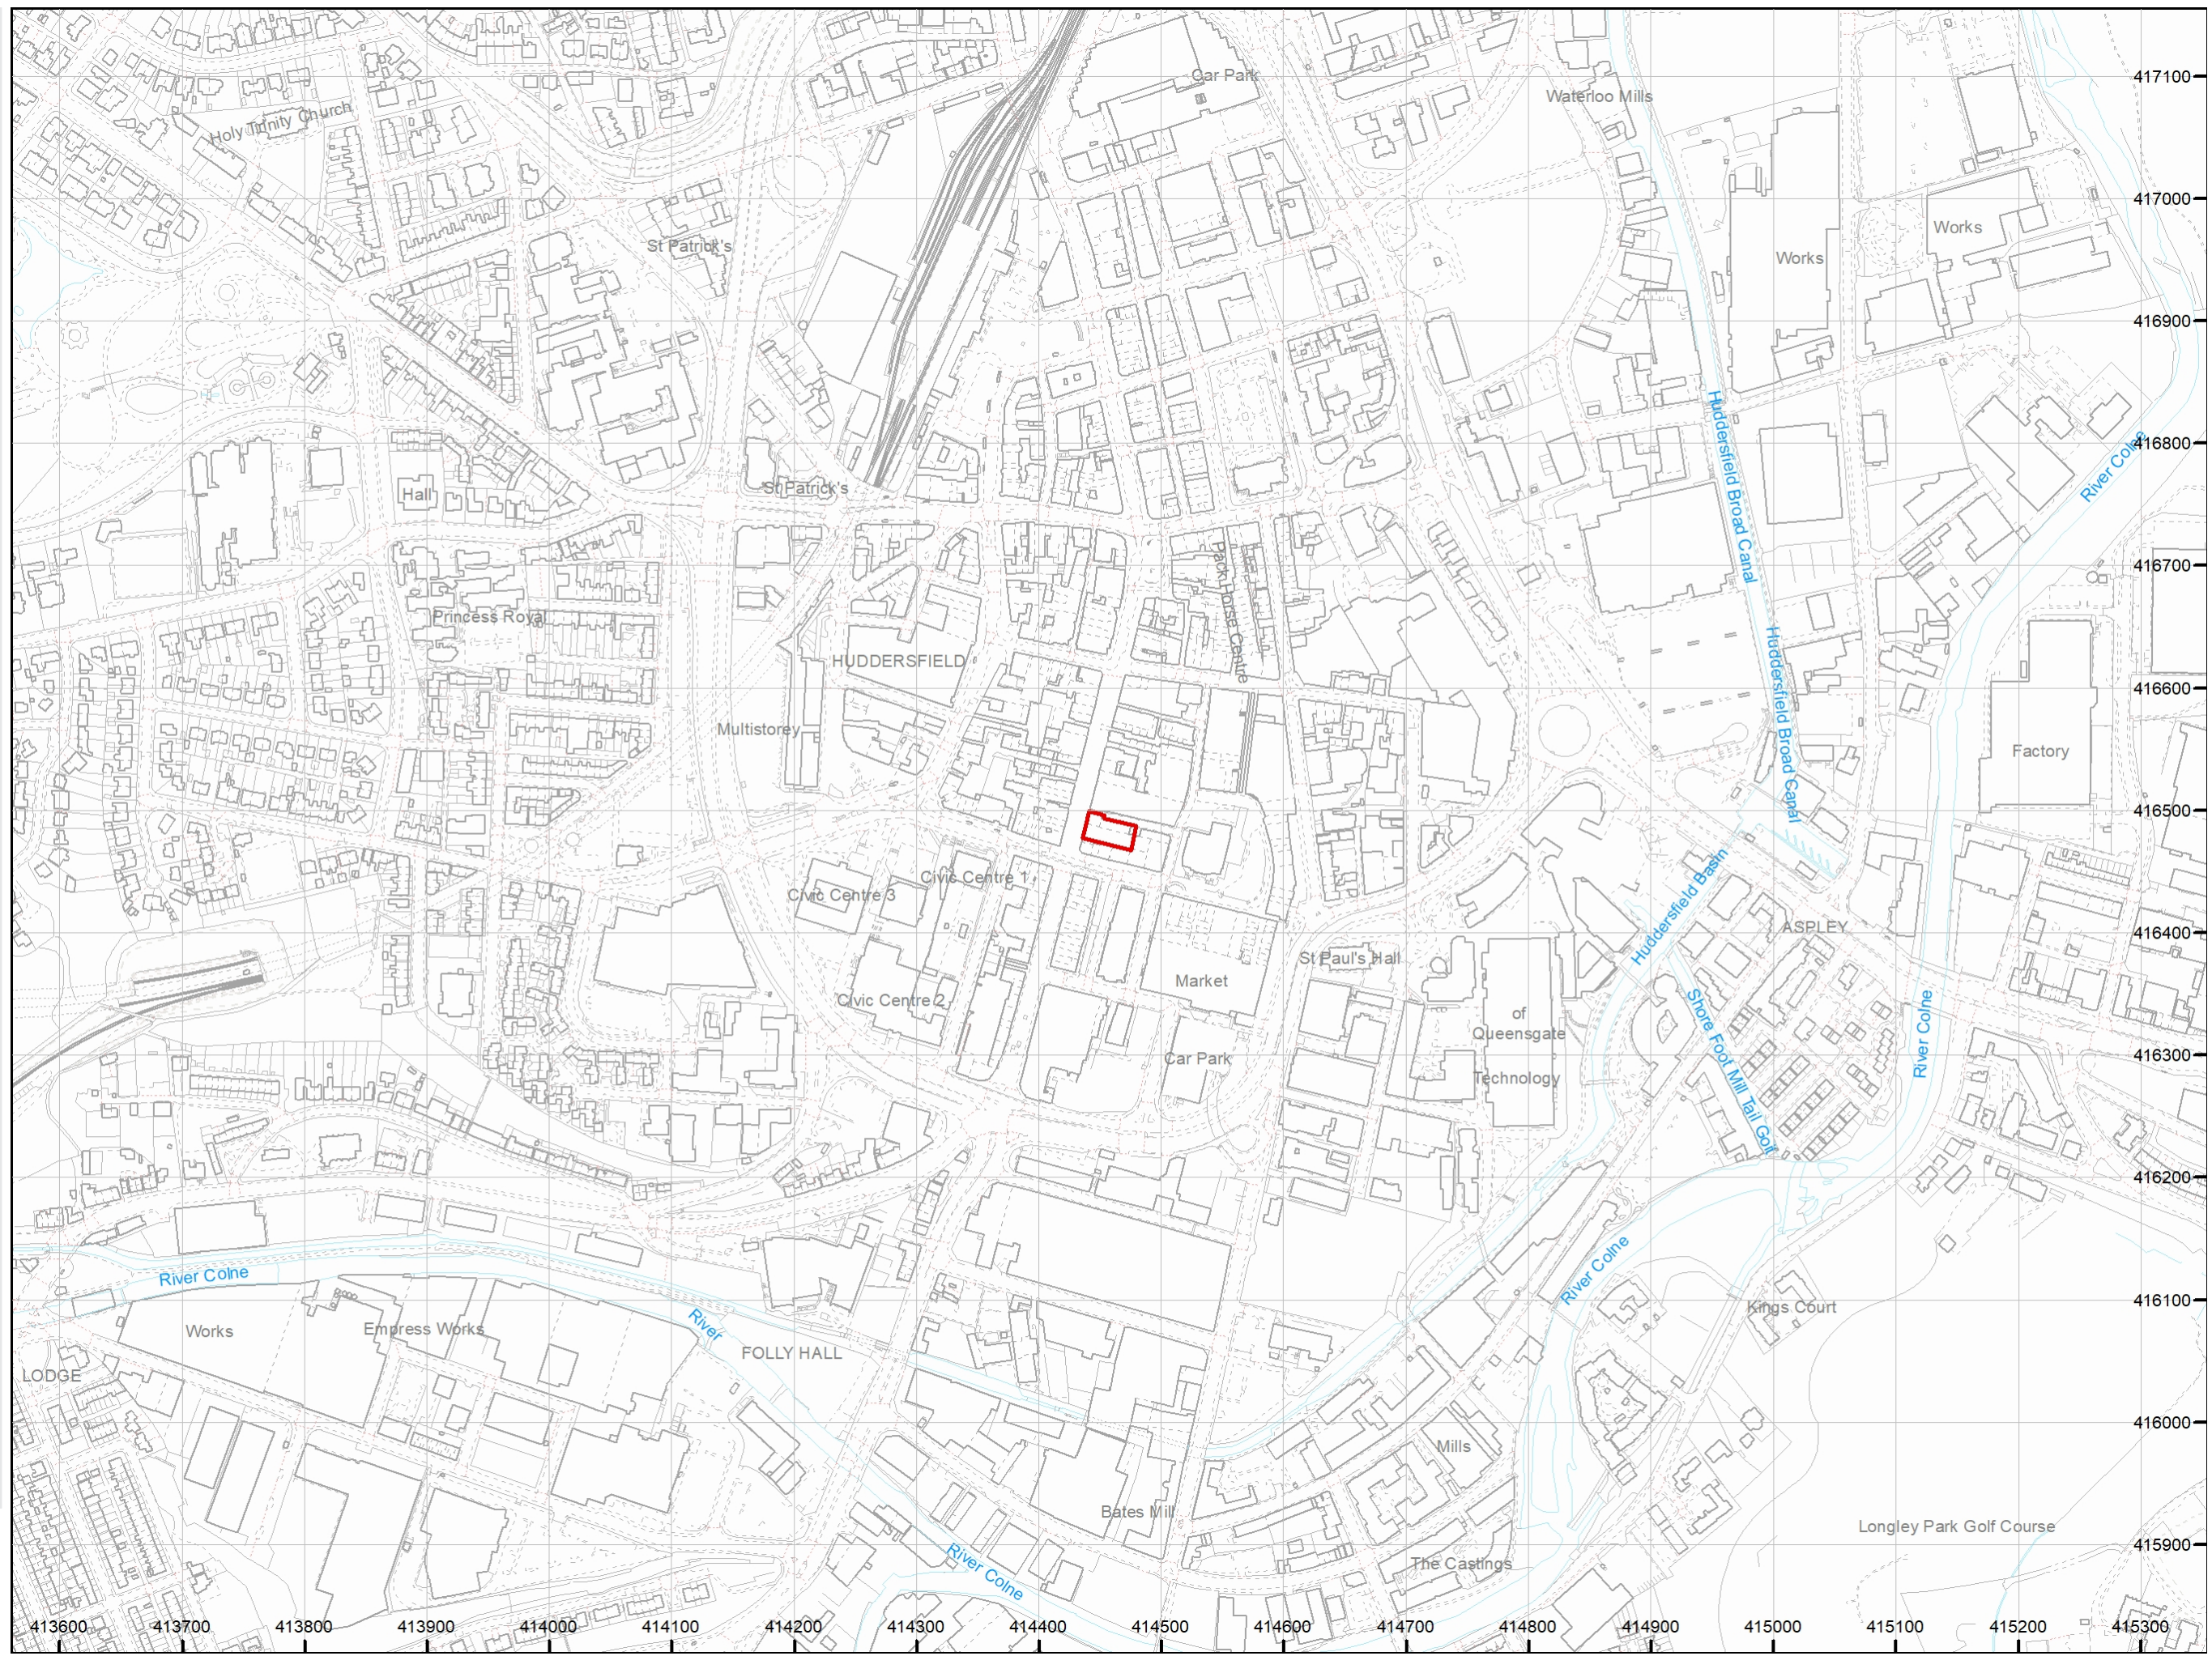 Car Park
417100
Waterloo Mills
Holy Trinity Church
417000
St Patrick's
Works
Works
416900
Huddersfield Broad Canal
416800
River Colne
Hall
St Patrick's
416700
Pack Horse Centre
Princess Royal
Huddersfield Broad Canal
HUDDERSFIELD
416600
Multistorey
Factory
416500
Huddersfield Basin
Civic Centre 1
Civic Centre 3
ASPLEY
416400
St Paul's Hall
Market
Civic Centre 2
Shore Foot Mill Tail Goit
of
Queensgate
Technology
River Colne
Car Park
416300
416200
River Colne
River Colne
416100
Kings Court
Works
Empress Works
River
FOLLY HALL
LODGE
416000
Mills
Bates Mill
Longley Park Golf Course
415900
The Castings
River Colne
413600 413700 413800 413900 414000 414100 414200 414300 414400 414500 414600 414700 414800 414900 415000 415100 415200 415300